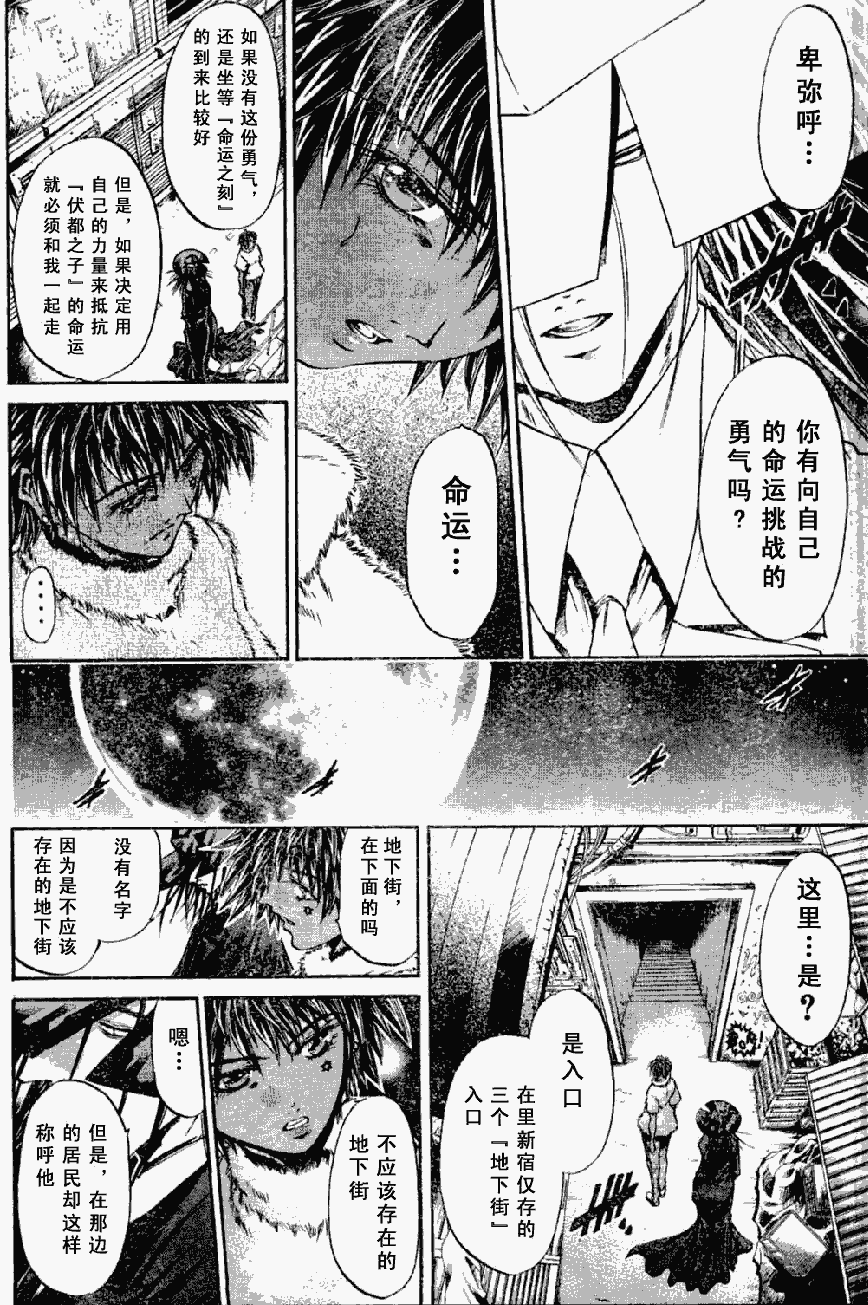 卑弥呼…
你有向自己
的命运挑战的
勇气吗？
命运…
如果没有这份勇气，
还是坐等『命运之刻』
的到来比较好
但是，如果决定用
自己的力量来抵抗
『伏都之子』的命运
就必须和我一起走
…
这里…是？
是入口
在里新宿仅存的
三个『地下街』
入口
地下街，
在下面的吗
没有名字
因为是不应该
存在的地下街
不应该存在的
地下街
嗯…
但是，在那边
的居民却这样
称呼他